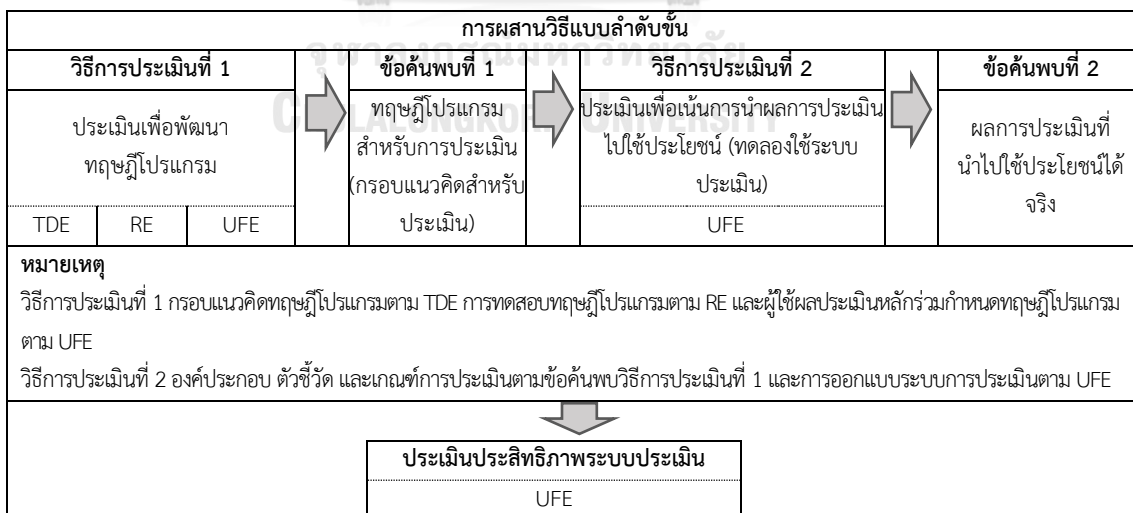 การผสานวิธีแบบลำดับขั้น
จุฬาลงกรณ์มหาวิทยาลัย
CHULALONGKORN UNIVERSITY
วิธีการประเมินที่ 1
ข้อค้นพบที่ 1
วิธีการประเมินที่ 2
ข้อค้นพบที่ 2
ประเมินเพื่อพัฒนา
ทฤษฎีโปรแกรม
TDE RE UFE
ทฤษฎีโปรแกรม
สำหรับการประเมิน
(กรอบแนวคิดสำหรับ
ประเมิน)
ประเมินเพื่อเน้นการนำผลการประเมิน
ไปใช้ประโยชน์ (ทดลองใช้ระบบ
ประเมิน)
UFE
ผลการประเมินที่
นำไปใช้ประโยชน์ได้
จริง
หมายเหตุ
วิธีการประเมินที่ 1 กรอบแนวคิดทฤษฎีโปรแกรมตาม TDE การทดสอบทฤษฎีโปรแกรมตาม RE และผู้ใช้ผลประเมินหลักร่วมกำหนดทฤษฎีโปรแกรม
ตาม UFE
วิธีการประเมินที่ 2 องค์ประกอบ ตัวชี้วัด และเกณฑ์การประเมินตามข้อค้นพบวิธีการประเมินที่ 1 และการออกแบบระบบการประเมินตาม UFE
ประเมินประสิทธิภาพระบบประเมิน
UFE